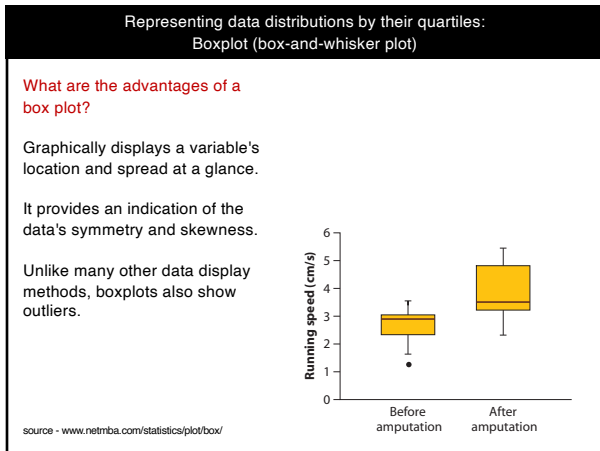 Representing data distributions by their quartiles:
Boxplot (box-and-whisker plot)
What are the advantages of a
box plot?
Graphically displays a variable's
location and spread at a glance.
It provides an indication of the
data's symmetry and skewness.
Unlike many other data display
methods, boxplots also show
outliers.
source - www.netmba.com/statistics/plot/box/
Running speed (cm/s)
6
5
4
3
2
1
0
Before
amputation
After
amputation